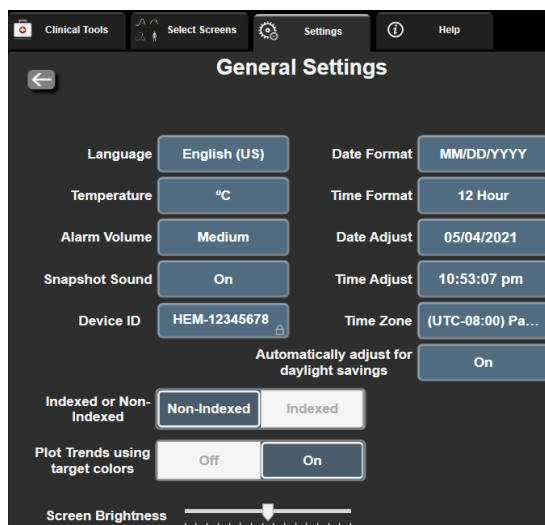 Clinical Tools
Select Screens
Settings
Help
General Settings
Language
English (US)
Date Format
MM/DD/YYYY
Temperature
ºC
Time Format
12 Hour
Alarm Volume
Medium
Date Adjust
05/04/2021
Snapshot Sound
On
Time Adjust
10:53:07 pm
Device ID
HEM-12345678
Time Zone
(UTC-08:00) Pa...
Automatically adjust for
daylight savings
On
Indexed or Non-
Indexed
Non-Indexed
Indexed
Plot Trends using
target colors
Off
On
Screen Brightness